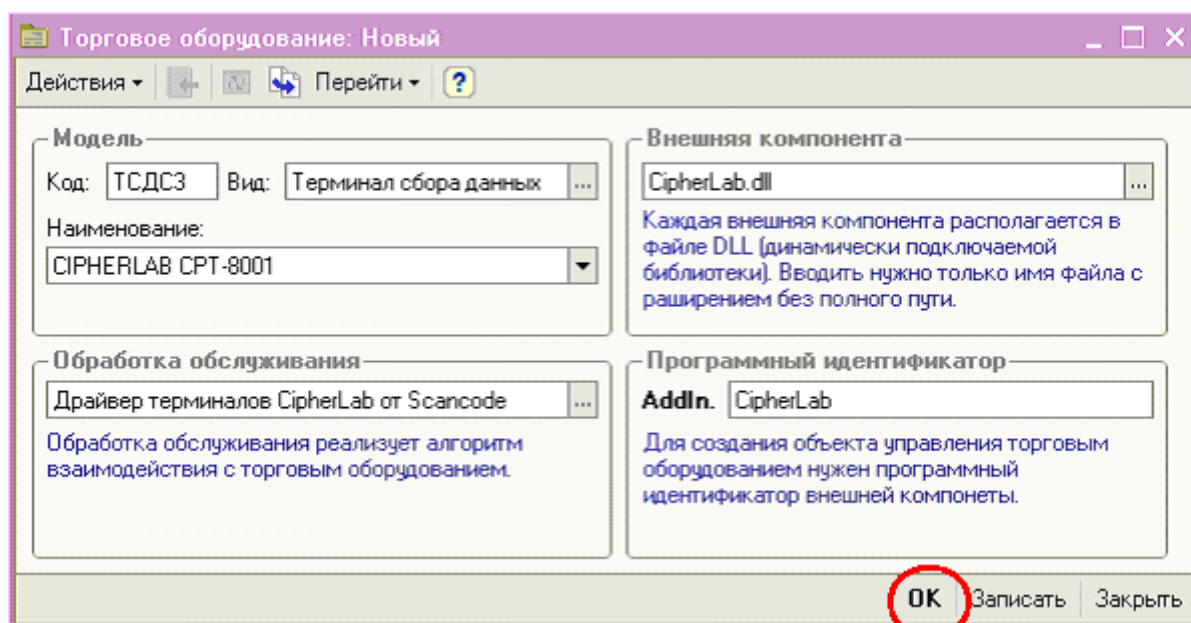 Торговое оборудование: Новый
Действия Перейти ?
Модель
Код: ТСДС3 Вид: Терминал сбора данных ...
Наименование:
CIPHERLAB CPT-8001
Внешняя компонента
CipherLab.dll ...
Каждая внешняя компонента располагается в
файле DLL (динамически подключаемой
библиотеки). Вводить нужно только имя файла с
раширением без полного пути.
Обработка обслуживания
Драйвер терминалов CipherLab от Scancode ...
Обработка обслуживания реализует алгоритм
взаимодействия с торговым оборудованием.
Программный идентификатор
AddIn. CipherLab
Для создания объекта управления торговым
оборудованием нужен программный
идентификатор внешней компонеты.
OK Записать Закрыть